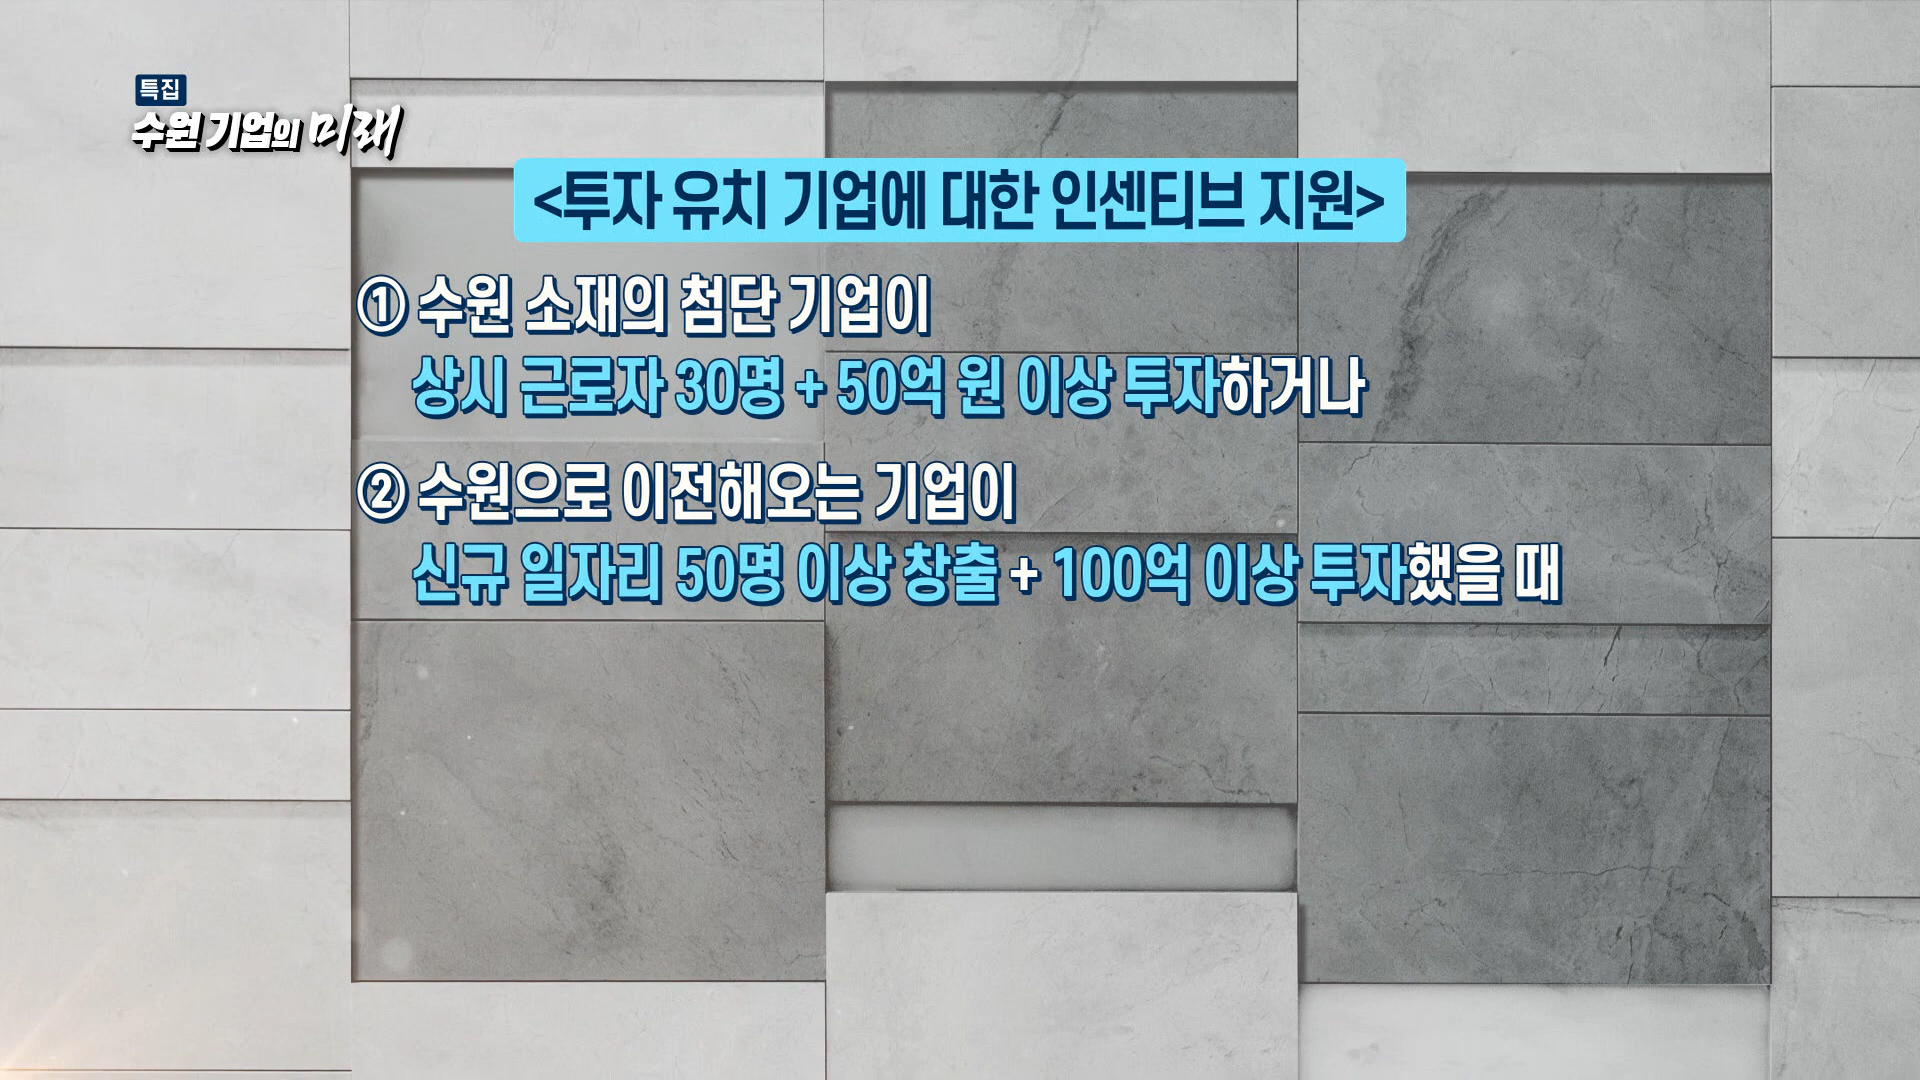 특집
수원 기업의 미래
<투자 유치 기업에 대한 인센티브 지원>
① 수원 소재의 첨단 기업이
상시 근로자 30명 + 50억 원 이상 투자하거나
② 수원으로 이전해오는 기업이
신규 일자리 50명 이상 창출 + 100억 이상 투자했을 때